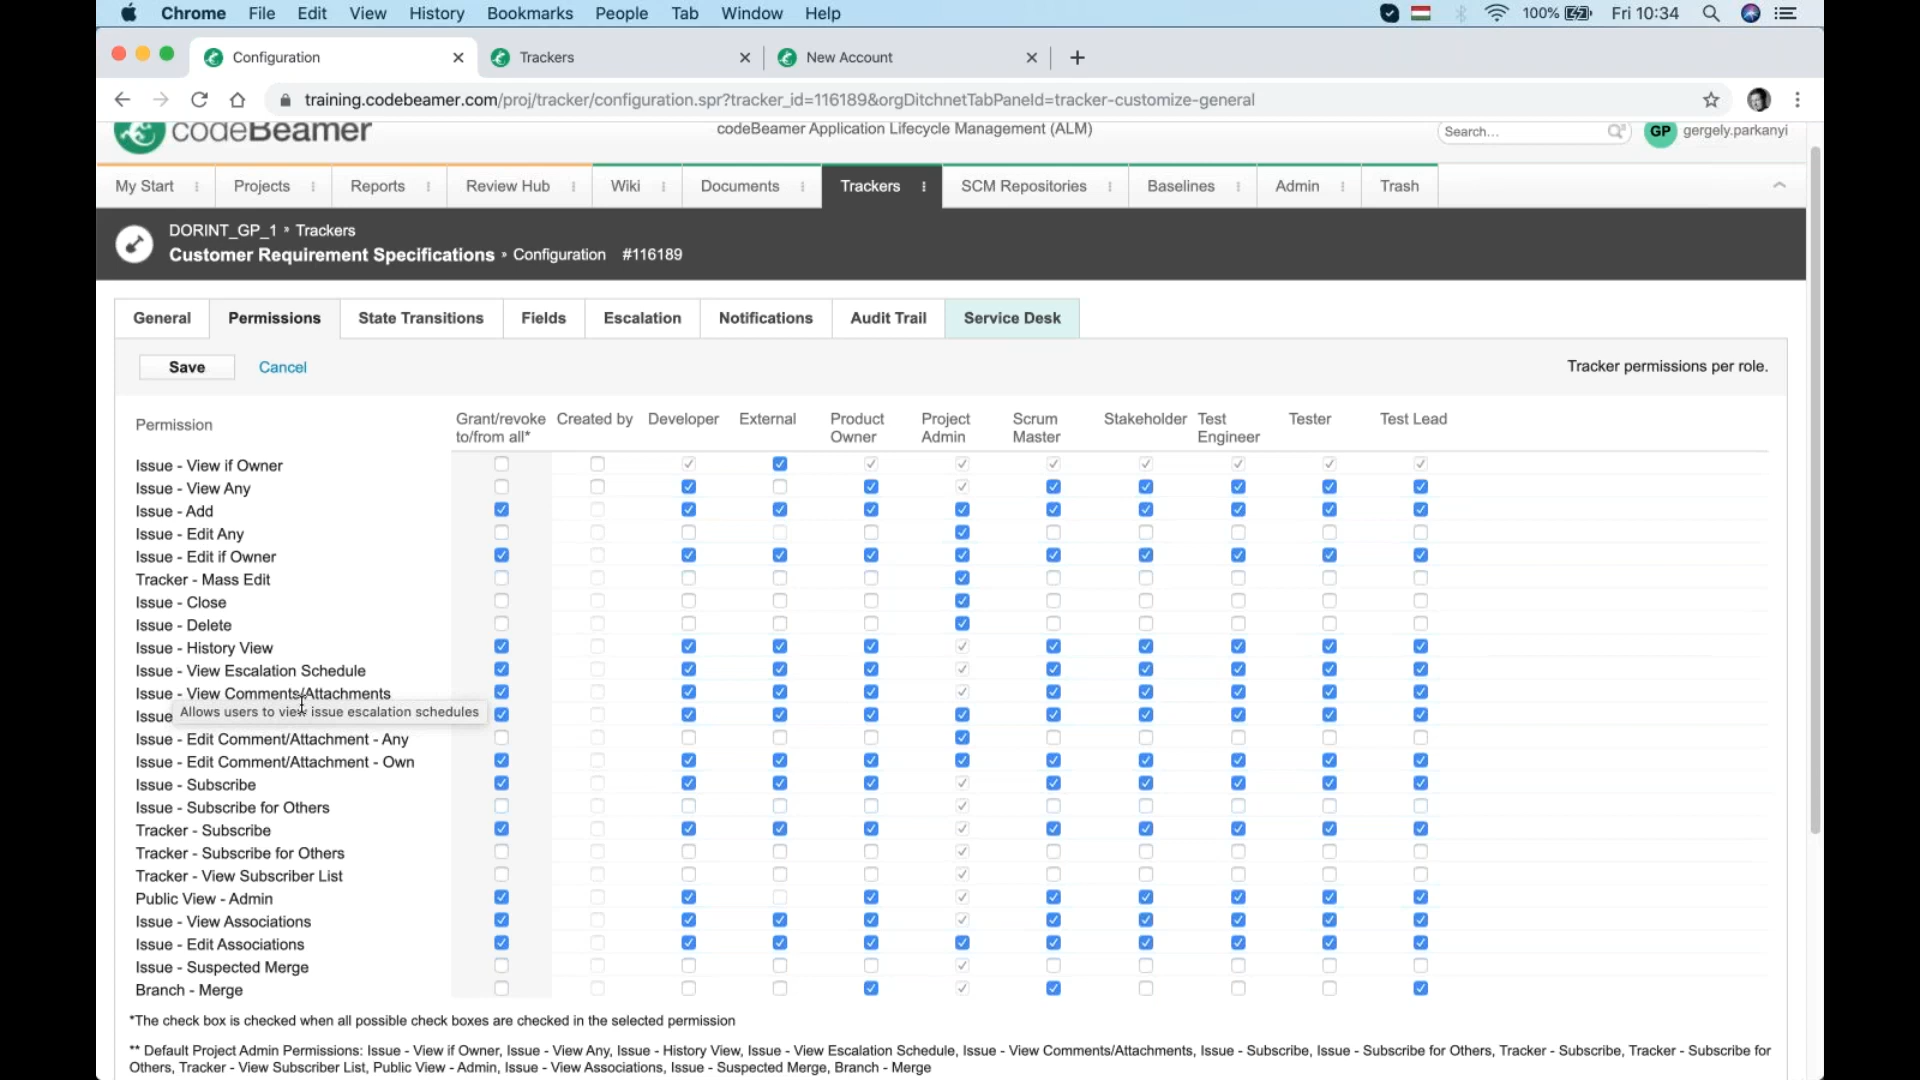 Chrome File Edit View History Bookmarks People Tab Window Help 100% Fri 10:34
Configuration Trackers New Account
training.codebeamer.com/proj/tracker/configuration.spr?tracker_id=116189&orgDitchnetTabPaneId=tracker-customize-general
codeBeamer codeBeamer Application Lifecycle Management (ALM) Search... GP gergely.parkanyi
My Start Projects Reports Review Hub Wiki Documents Trackers SCM Repositories Baselines Admin Trash
DORINT_GP_1 » Trackers
Customer Requirement Specifications » Configuration #116189
General Permissions State Transitions Fields Escalation Notifications Audit Trail Service Desk
Save Cancel Tracker permissions per role.
Permission Grant/revoke to/from all* Created by Developer External Product Owner Project Admin Scrum Master Stakeholder Test Engineer Tester Test Lead
Issue - View if Owner
Issue - View Any
Issue - Add
Issue - Edit Any
Issue - Edit if Owner
Tracker - Mass Edit
Issue - Close
Issue - Delete
Issue - History View
Issue - View Escalation Schedule
Issue - View Comments/Attachments
Issue Allows users to view issue escalation schedules
Issue - Edit Comment/Attachment - Any
Issue - Edit Comment/Attachment - Own
Issue - Subscribe
Issue - Subscribe for Others
Tracker - Subscribe
Tracker - Subscribe for Others
Tracker - View Subscriber List
Public View - Admin
Issue - View Associations
Issue - Edit Associations
Issue - Suspected Merge
Branch - Merge
*The check box is checked when all possible check boxes are checked in the selected permission
** Default Project Admin Permissions: Issue - View if Owner, Issue - View Any, Issue - History View, Issue - View Escalation Schedule, Issue - View Comments/Attachments, Issue - Subscribe, Issue - Subscribe for Others, Tracker - Subscribe, Tracker - Subscribe for
Others, Tracker - View Subscriber List, Public View - Admin, Issue - View Associations, Issue - Suspected Merge, Branch - Merge